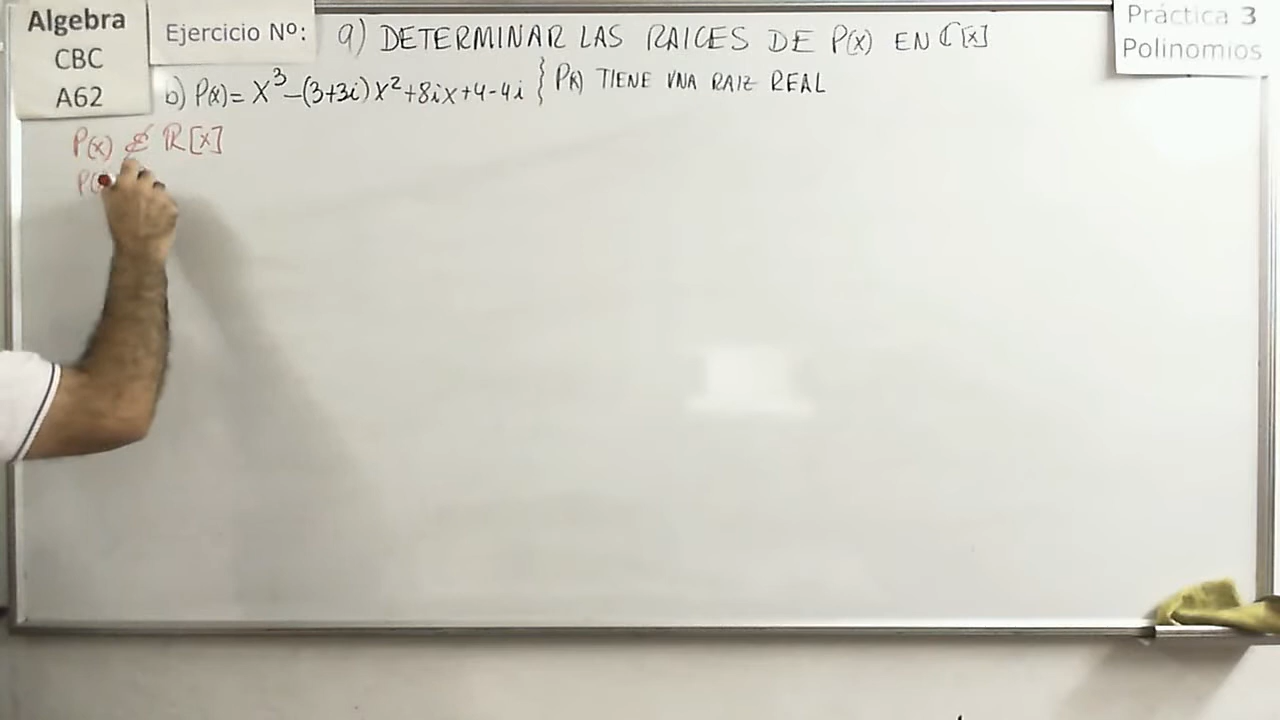 Algebra
CBC
A62
Ejercicio Nº:
Práctica 3
Polinomios
9) DETERMINAR LAS RAICES DE P(x) EN ℂ[x]
b) P(x)= X³-(3+3i)x²+8ix+4-4i } P(x) TIENE UNA RAIZ REAL
P(x) ∉ ℝ[x]